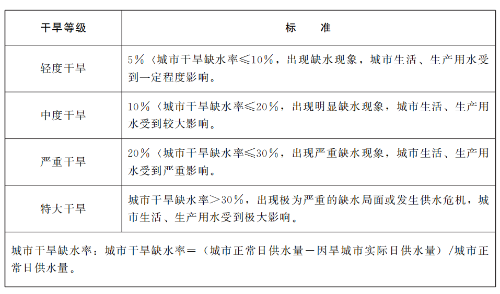 干旱等级 标 准
轻度干旱
5%〈城市干旱缺水率≤10%，出现缺水现象，城市生活、生产用水受
到一定程度影响。
中度干旱
10%〈城市干旱缺水率≤20%，出现明显缺水现象，城市生活、生产用
水受到较大影响。
严重干旱
20%〈城市干旱缺水率≤30%，出现严重缺水现象，城市生活、生产用
水受到严重影响。
特大干旱
城市干旱缺水率＞30%，出现极为严重的缺水局面或发生供水危机，城
市生活、生产用水受到极大影响。
城市干旱缺水率：城市干旱缺水率＝（城市正常日供水量－因旱城市实际日供水量）/城市正
常日供水量。